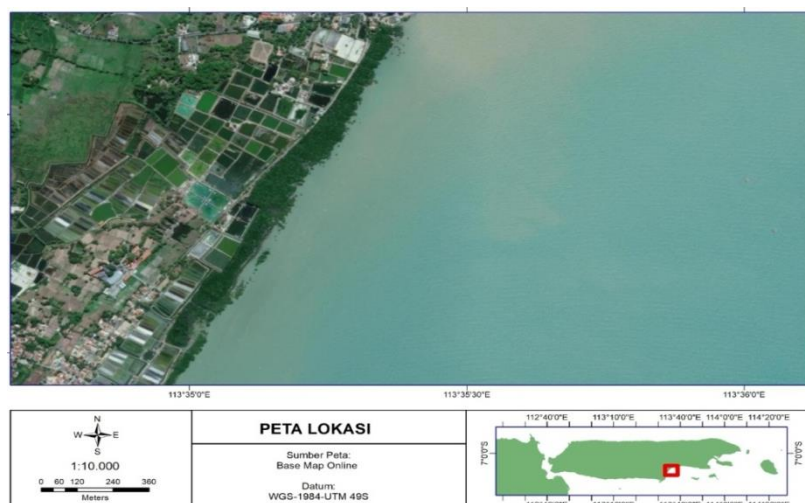 113°35'0"E
113°35'30"E
113°36'0"E
N
W
E
S
1:10.000
0 60 120 240 360
Meters
PETA LOKASI
Sumber Peta:
Base Map Online
Datum:
WGS-1984-UTM 49S
112°40'0"E 113°10'0"E 113°40'0"E 114°0'0"E 114°20'0"E
7°0'0"S
7°0'0"S